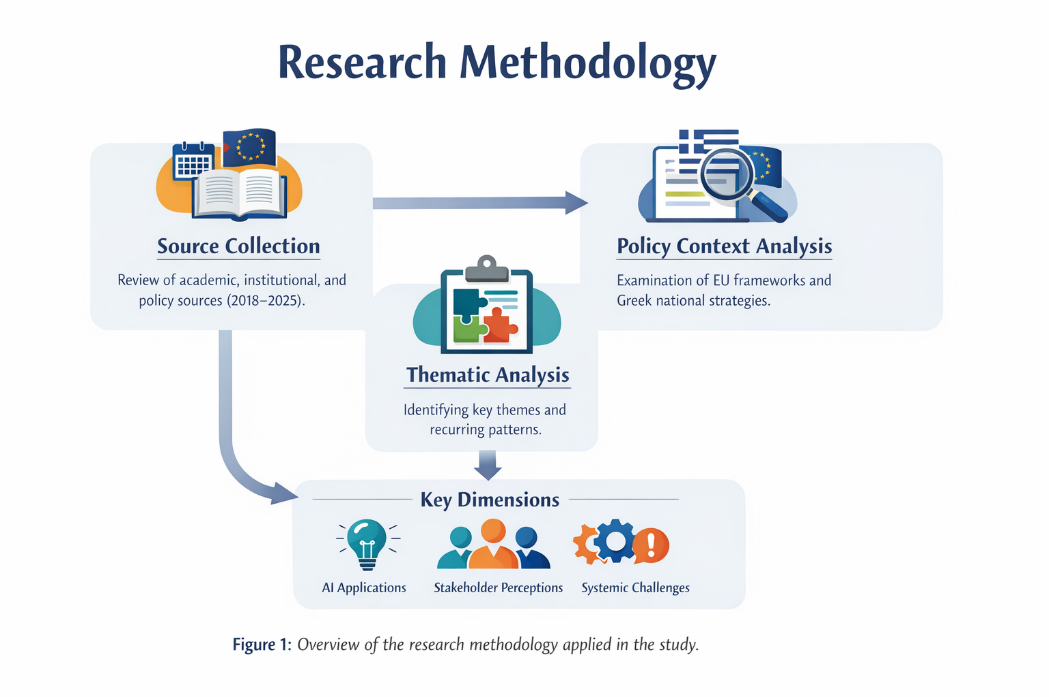 Research Methodology
Source Collection
Review of academic, institutional, and
policy sources (2018–2025).
Policy Context Analysis
Examination of EU frameworks and
Greek national strategies.
Thematic Analysis
Identifying key themes and
recurring patterns.
Key Dimensions
AI Applications
Stakeholder Perceptions
Systemic Challenges
Figure 1: Overview of the research methodology applied in the study.